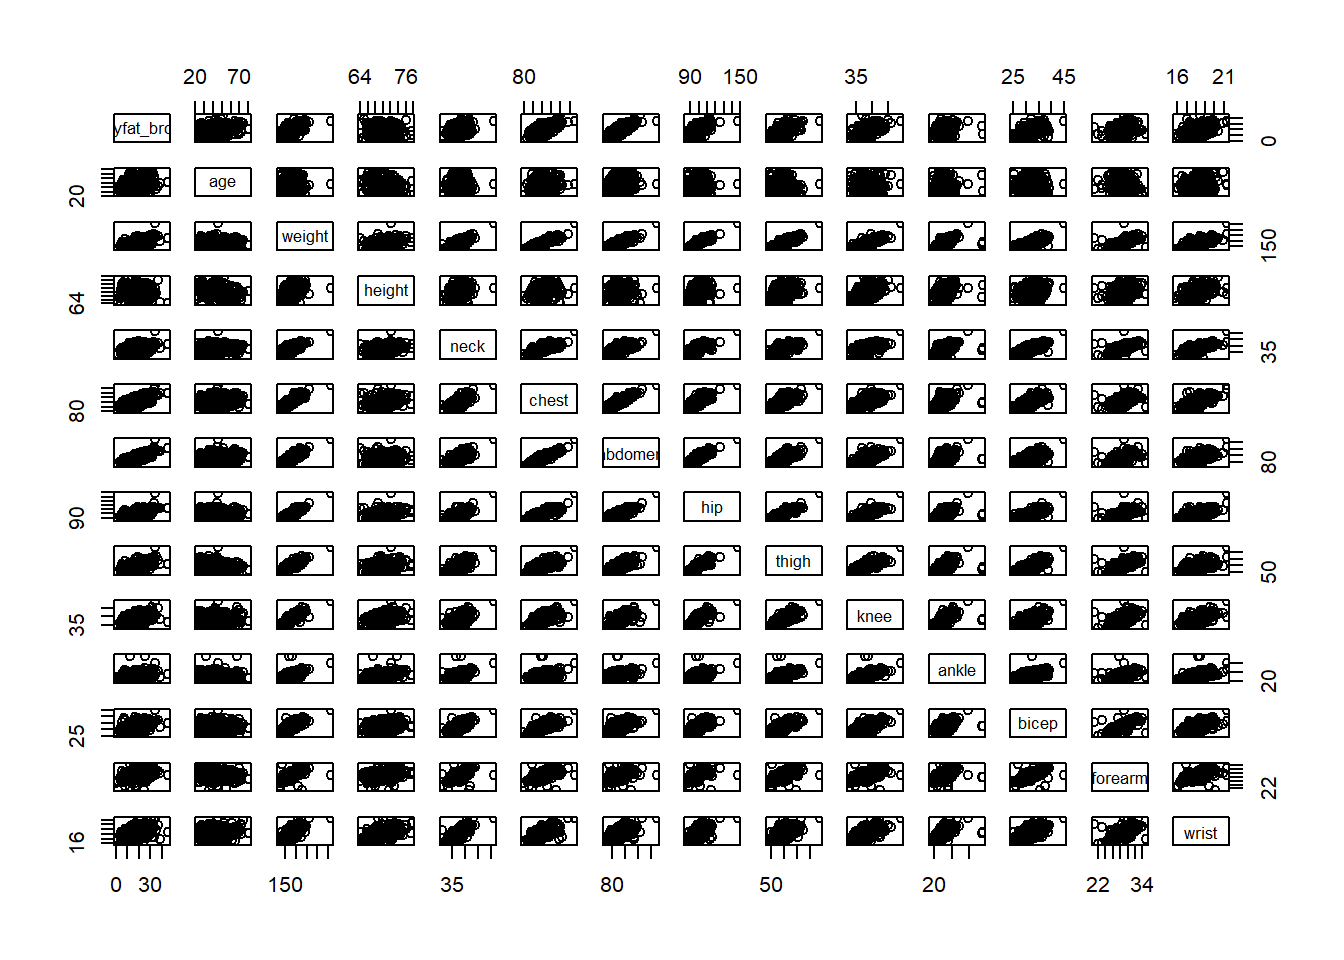 20 70 64 76 80 90 150 35 25 45 16 21
yfat_bro 0
20 age
weight 150
64 height
neck 35
80 chest
abdomen 80
90 hip
thigh 50
35 knee
ankle 20
25 bicep
forearm 22
16 wrist
0 30 150 35 80 50 20 22 34